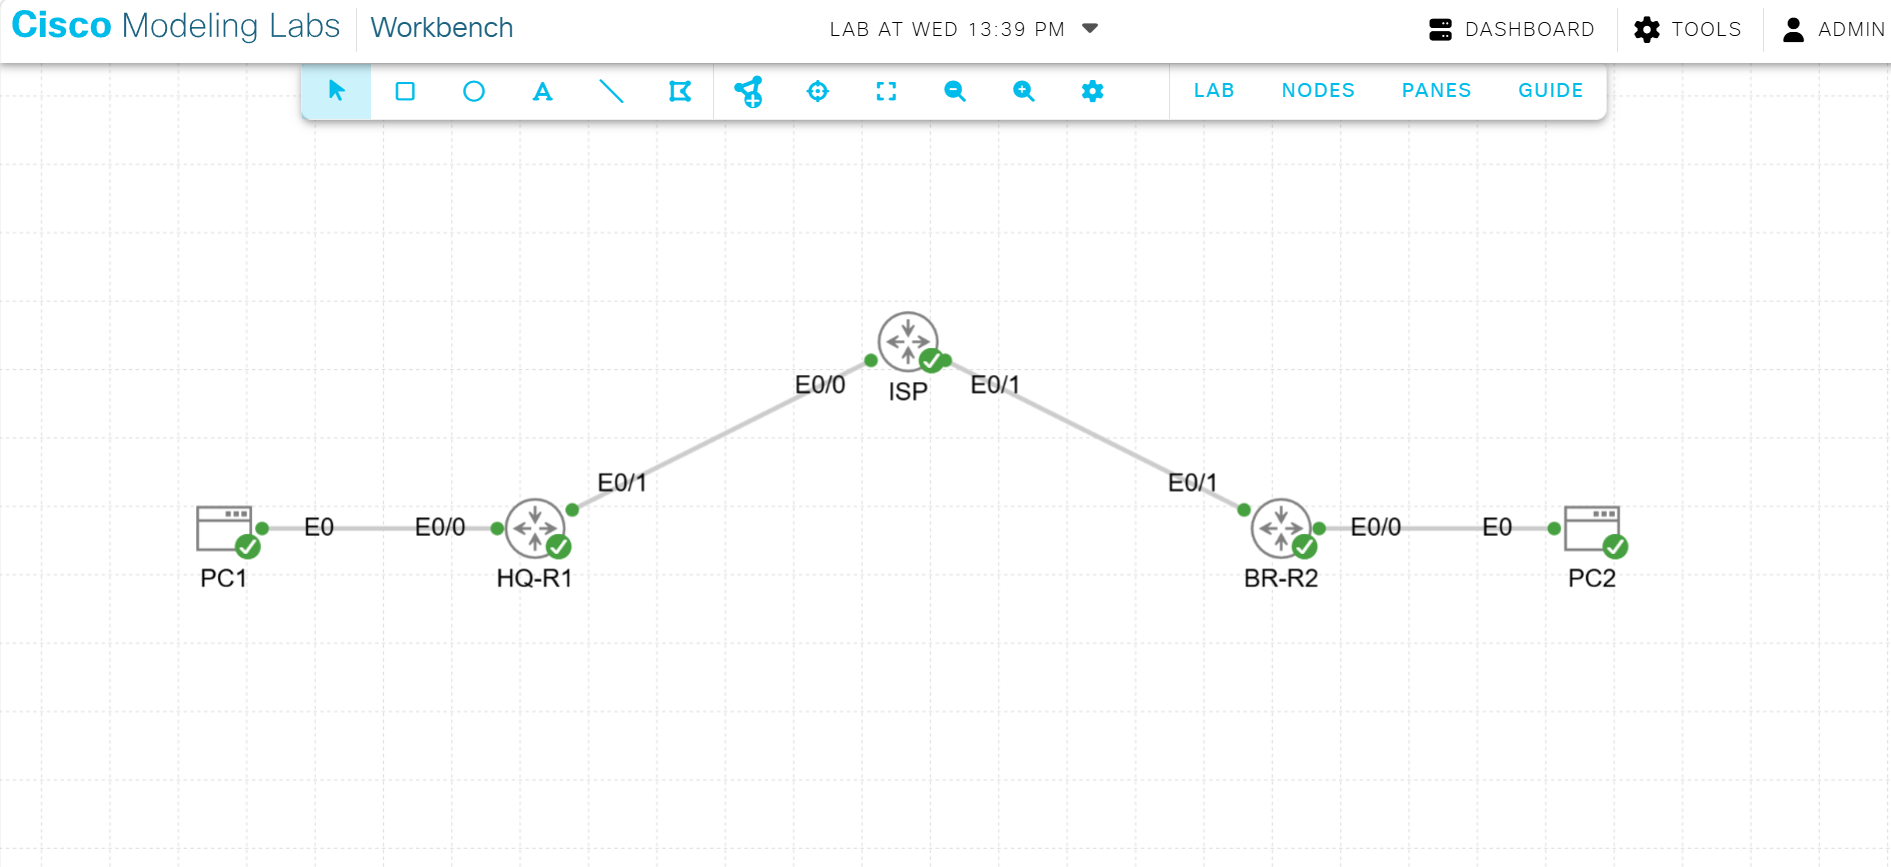 Cisco Modeling Labs Workbench LAB AT WED 13:39 PM DASHBOARD TOOLS ADMIN
A LAB NODES PANES GUIDE
E0/0 ISP E0/1
E0/1 E0/1
E0 E0/0 E0/0 E0
PC1 HQ-R1 BR-R2 PC2